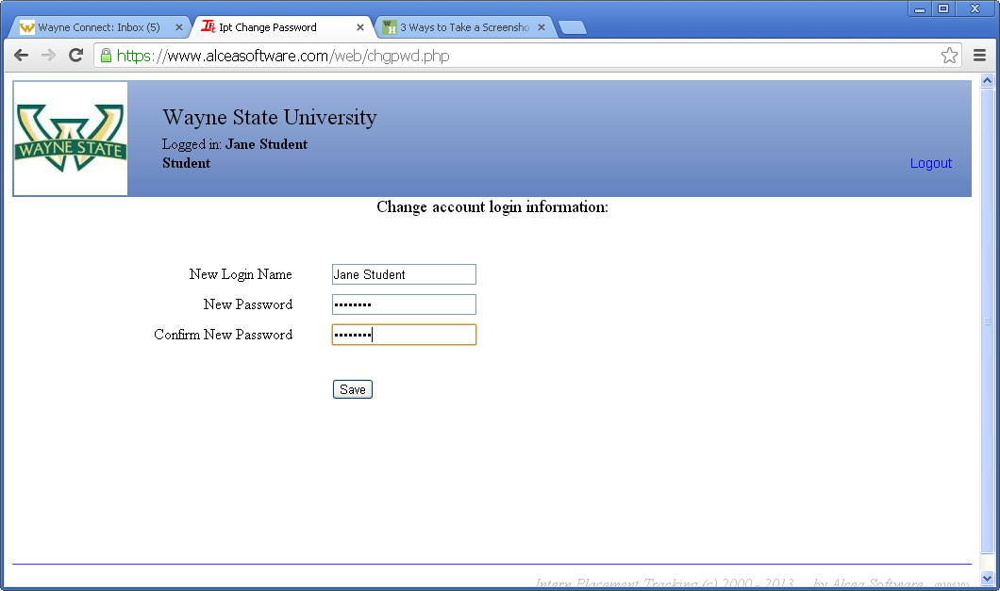 Wayne Connect: Inbox (5)
Ipt Change Password
3 Ways to Take a Screensho
https://www.alceasoftware.com/web/chgpwd.php
WAYNE STATE
Wayne State University
Logged in: Jane Student
Student
Logout
Change account login information:
New Login Name
Jane Student
New Password
••••••••
Confirm New Password
••••••••
Save
Intern Placement Tracking (c) 2000 - 2013 by Alcea Software